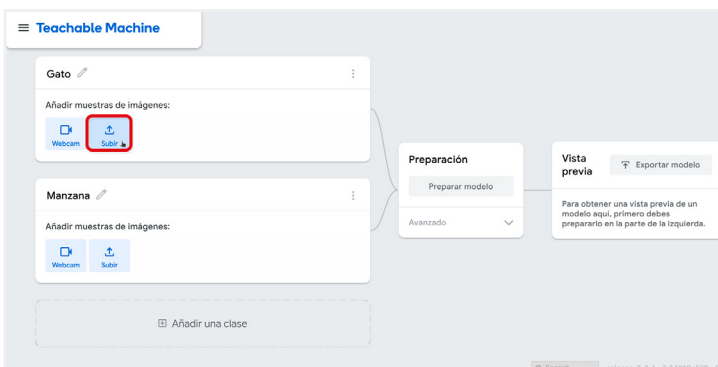 Teachable Machine
Gato
Añadir muestras de imágenes:
Webcam
Subir
Manzana
Añadir muestras de imágenes:
Webcam
Subir
Añadir una clase
Preparación
Preparar modelo
Avanzado
Vista
previa
Exportar modelo
Para obtener una vista previa de un
modelo aquí, primero debes
prepararlo en la parte de la izquierda.